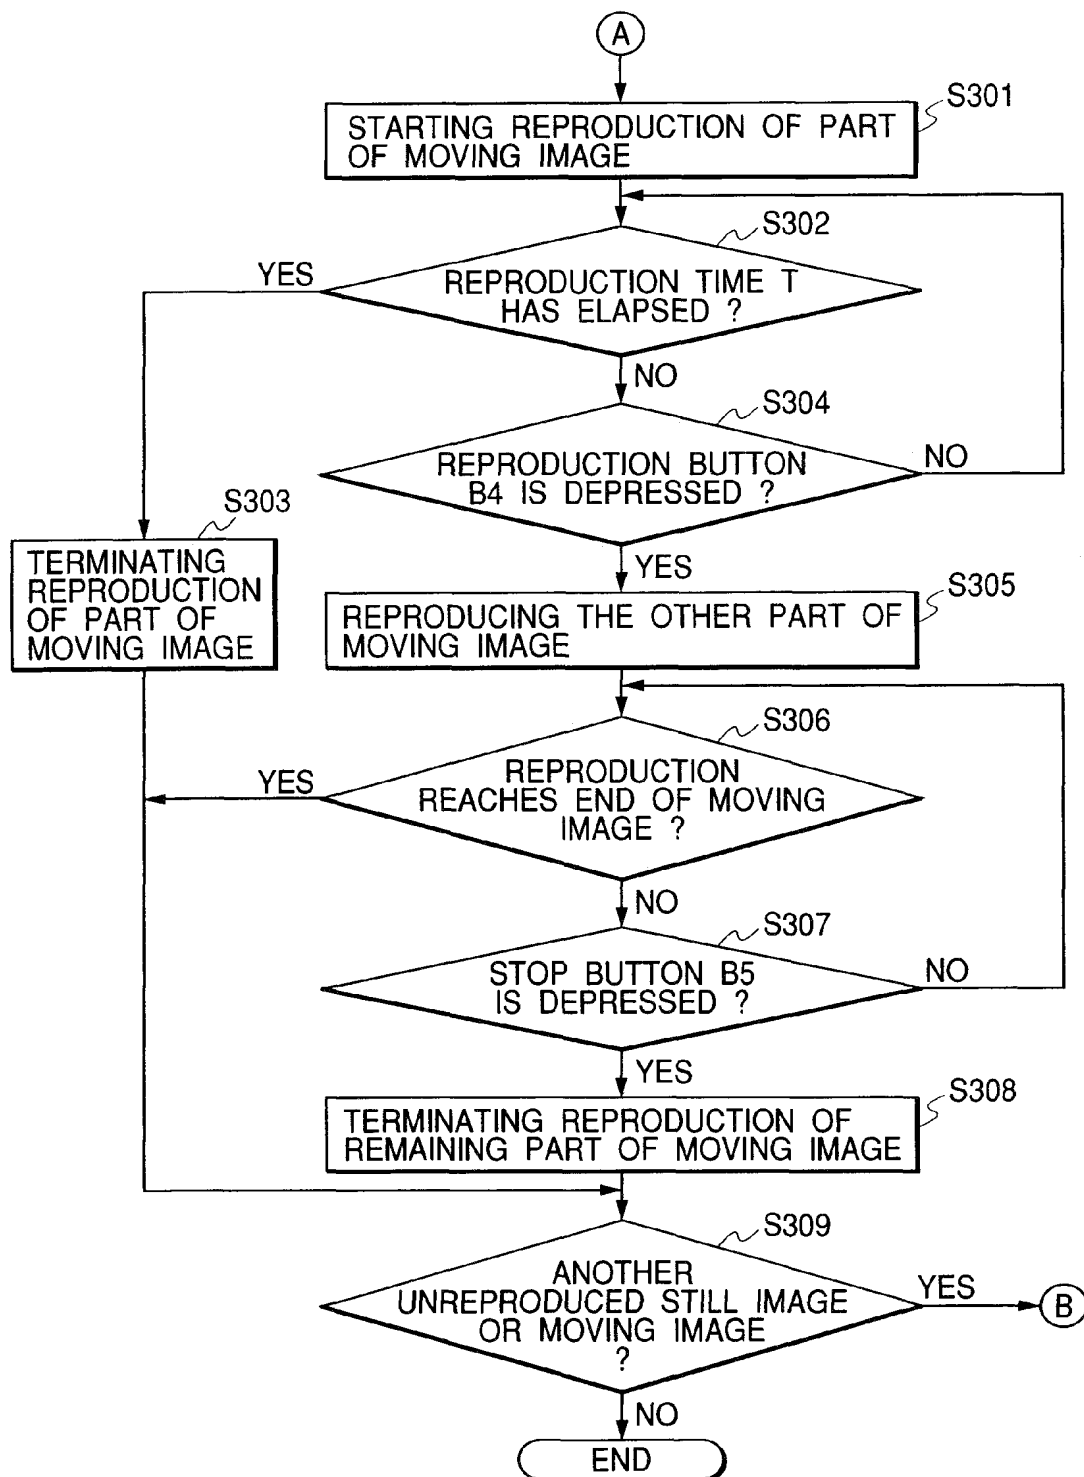 A
S301
STARTING REPRODUCTION OF PART
OF MOVING IMAGE
S302
YES
REPRODUCTION TIME T
HAS ELAPSED ?
NO
S304
REPRODUCTION BUTTON
B4 IS DEPRESSED ?
NO
S303
TERMINATING
REPRODUCTION
OF PART OF
MOVING IMAGE
YES
S305
REPRODUCING THE OTHER PART OF
MOVING IMAGE
S306
YES
REPRODUCTION
REACHES END OF MOVING
IMAGE ?
NO
S307
STOP BUTTON B5
IS DEPRESSED ?
NO
YES
S308
TERMINATING REPRODUCTION OF
REMAINING PART OF MOVING IMAGE
S309
ANOTHER
UNREPRODUCED STILL IMAGE
OR MOVING IMAGE
?
YES
B
NO
END